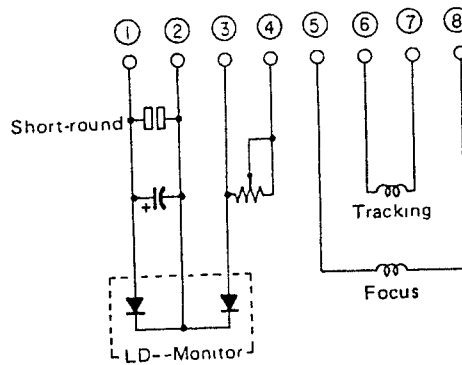 ① ② ③ ④ ⑤ ⑥ ⑦ ⑧
Short-round
+
Tracking
Focus
LD--Monitor